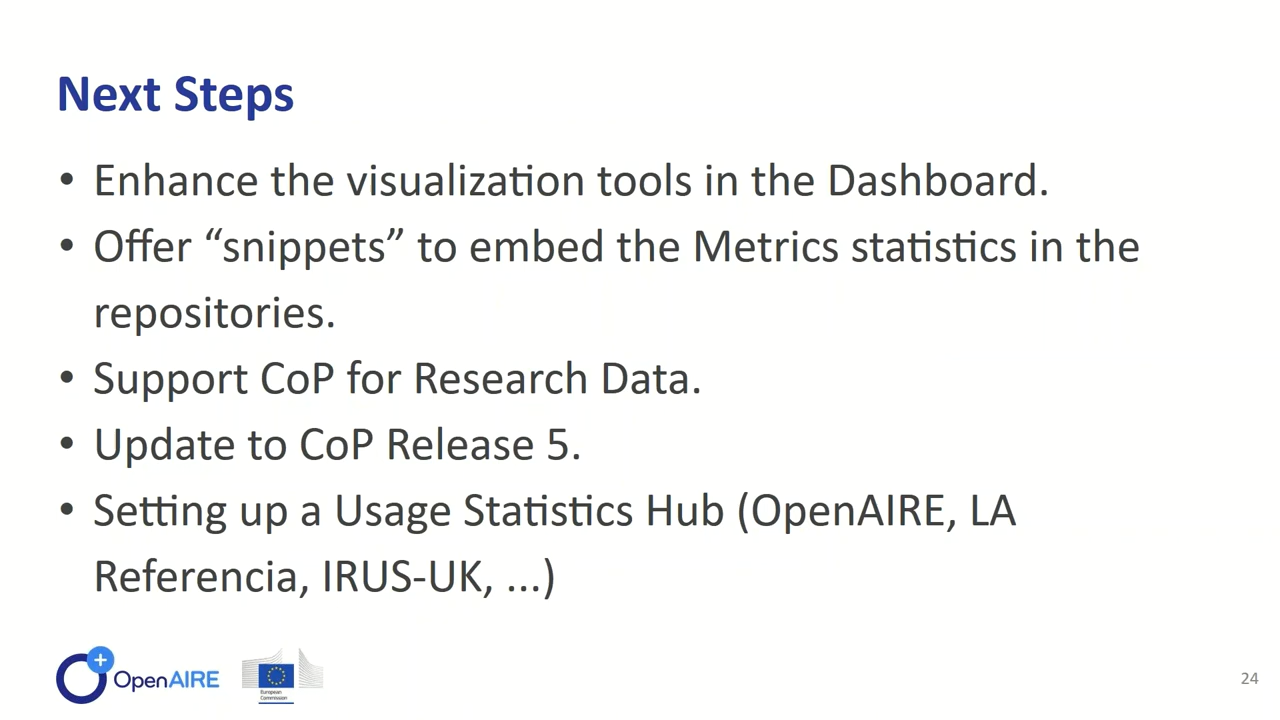 Next Steps
• Enhance the visualization tools in the Dashboard.
• Offer “snippets” to embed the Metrics statistics in the
repositories.
• Support CoP for Research Data.
• Update to CoP Release 5.
• Setting up a Usage Statistics Hub (OpenAIRE, LA
Referencia, IRUS-UK, ...)
OpenAIRE
European
Commission
24